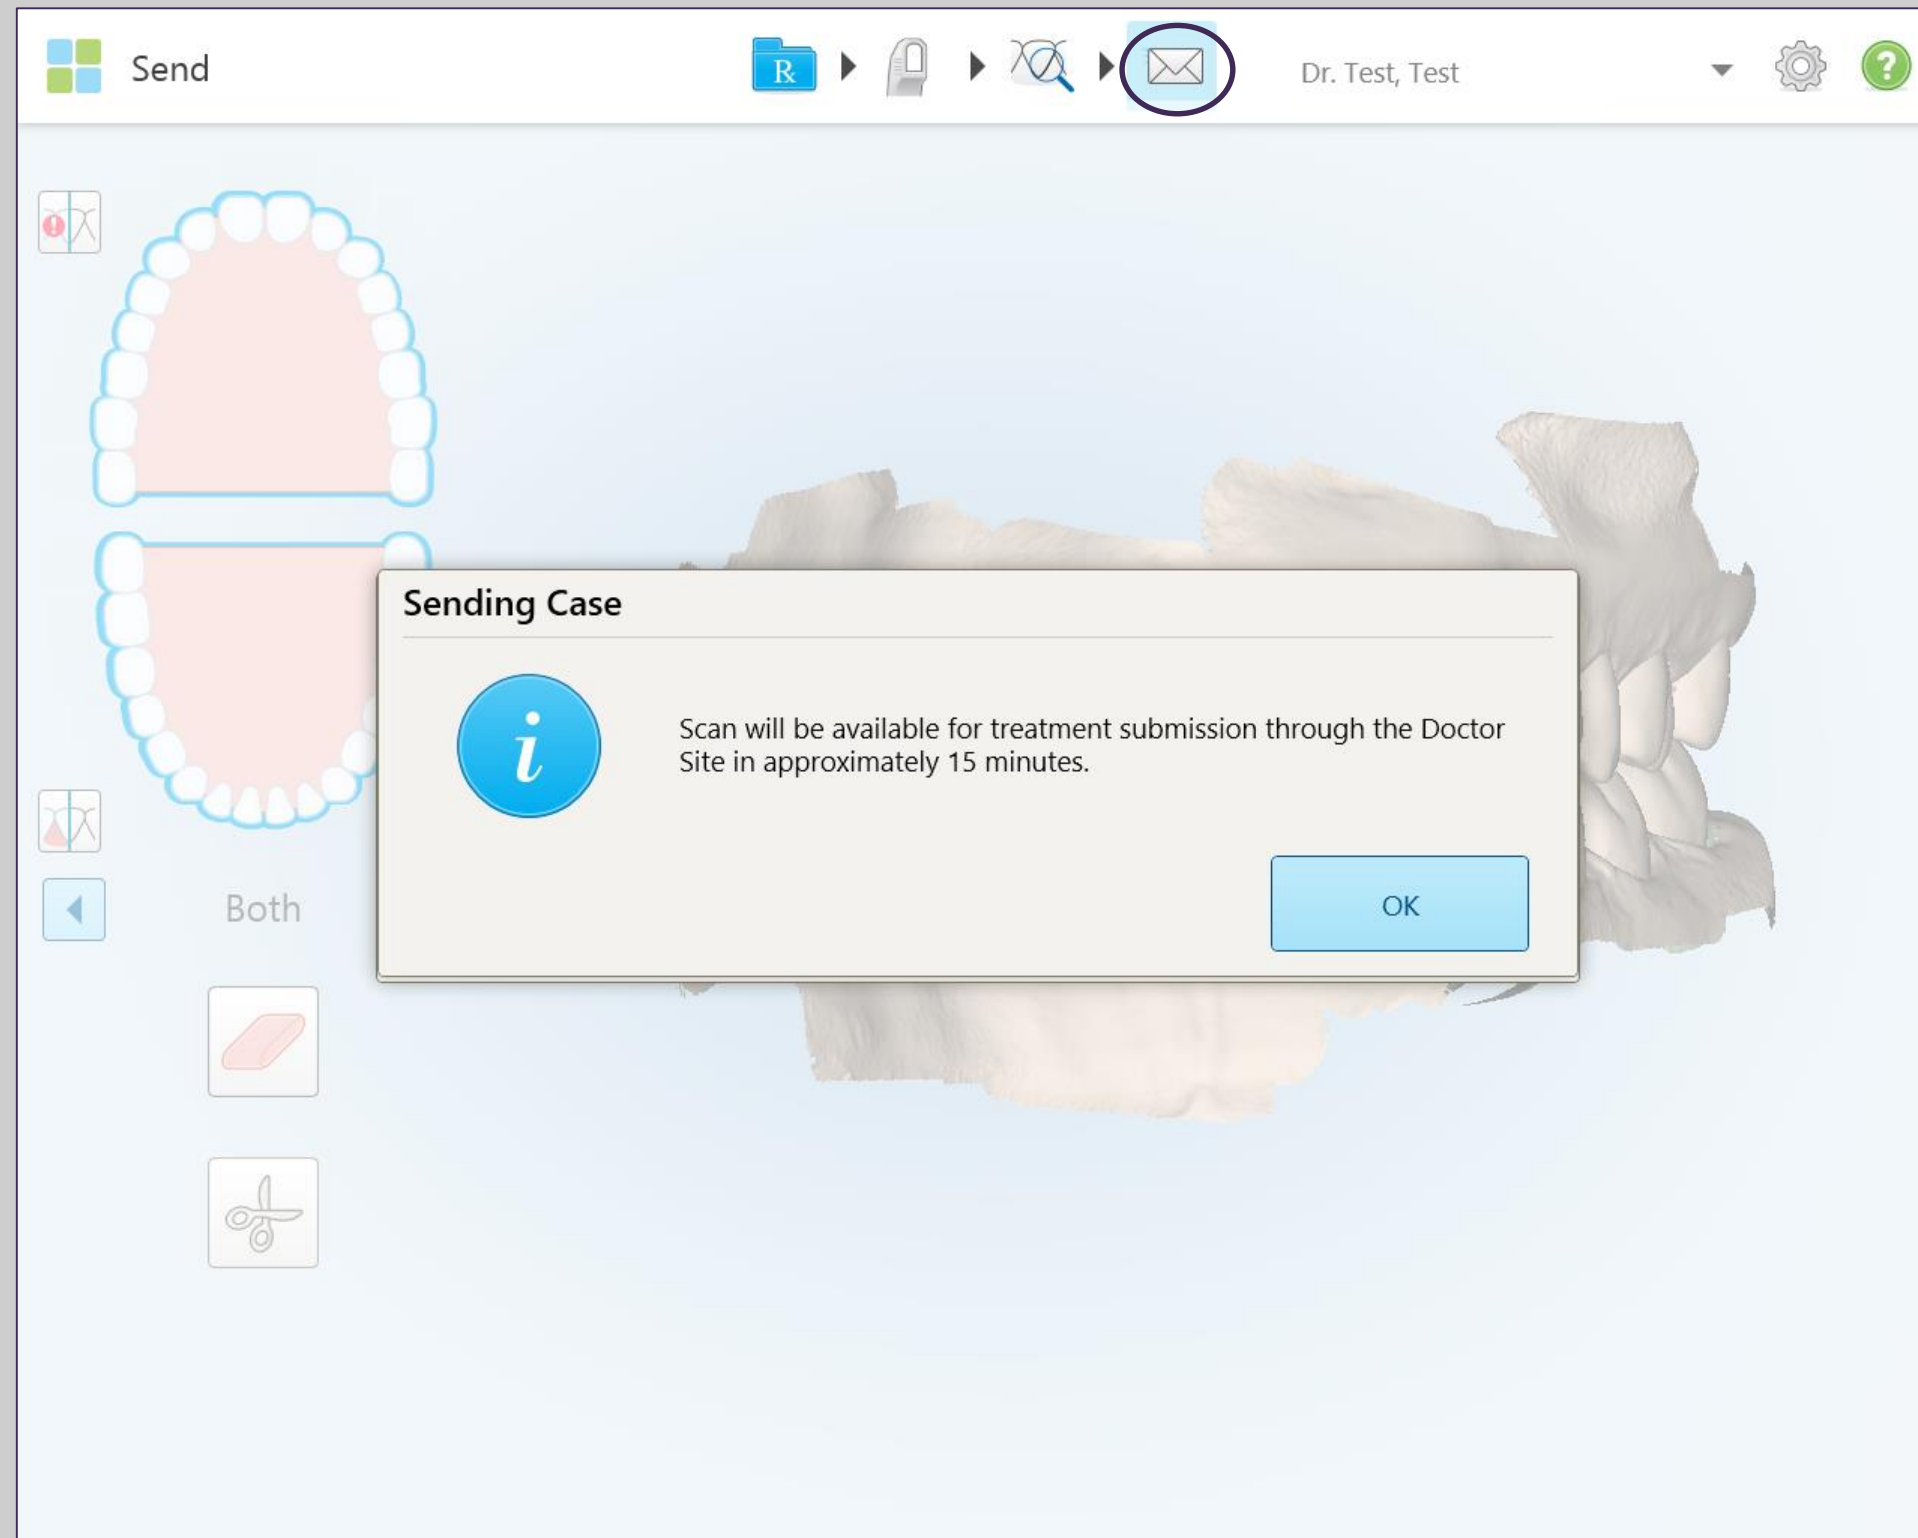 Send
R
Dr. Test, Test
?
Sending Case
i
Scan will be available for treatment submission through the Doctor
Site in approximately 15 minutes.
OK
Both